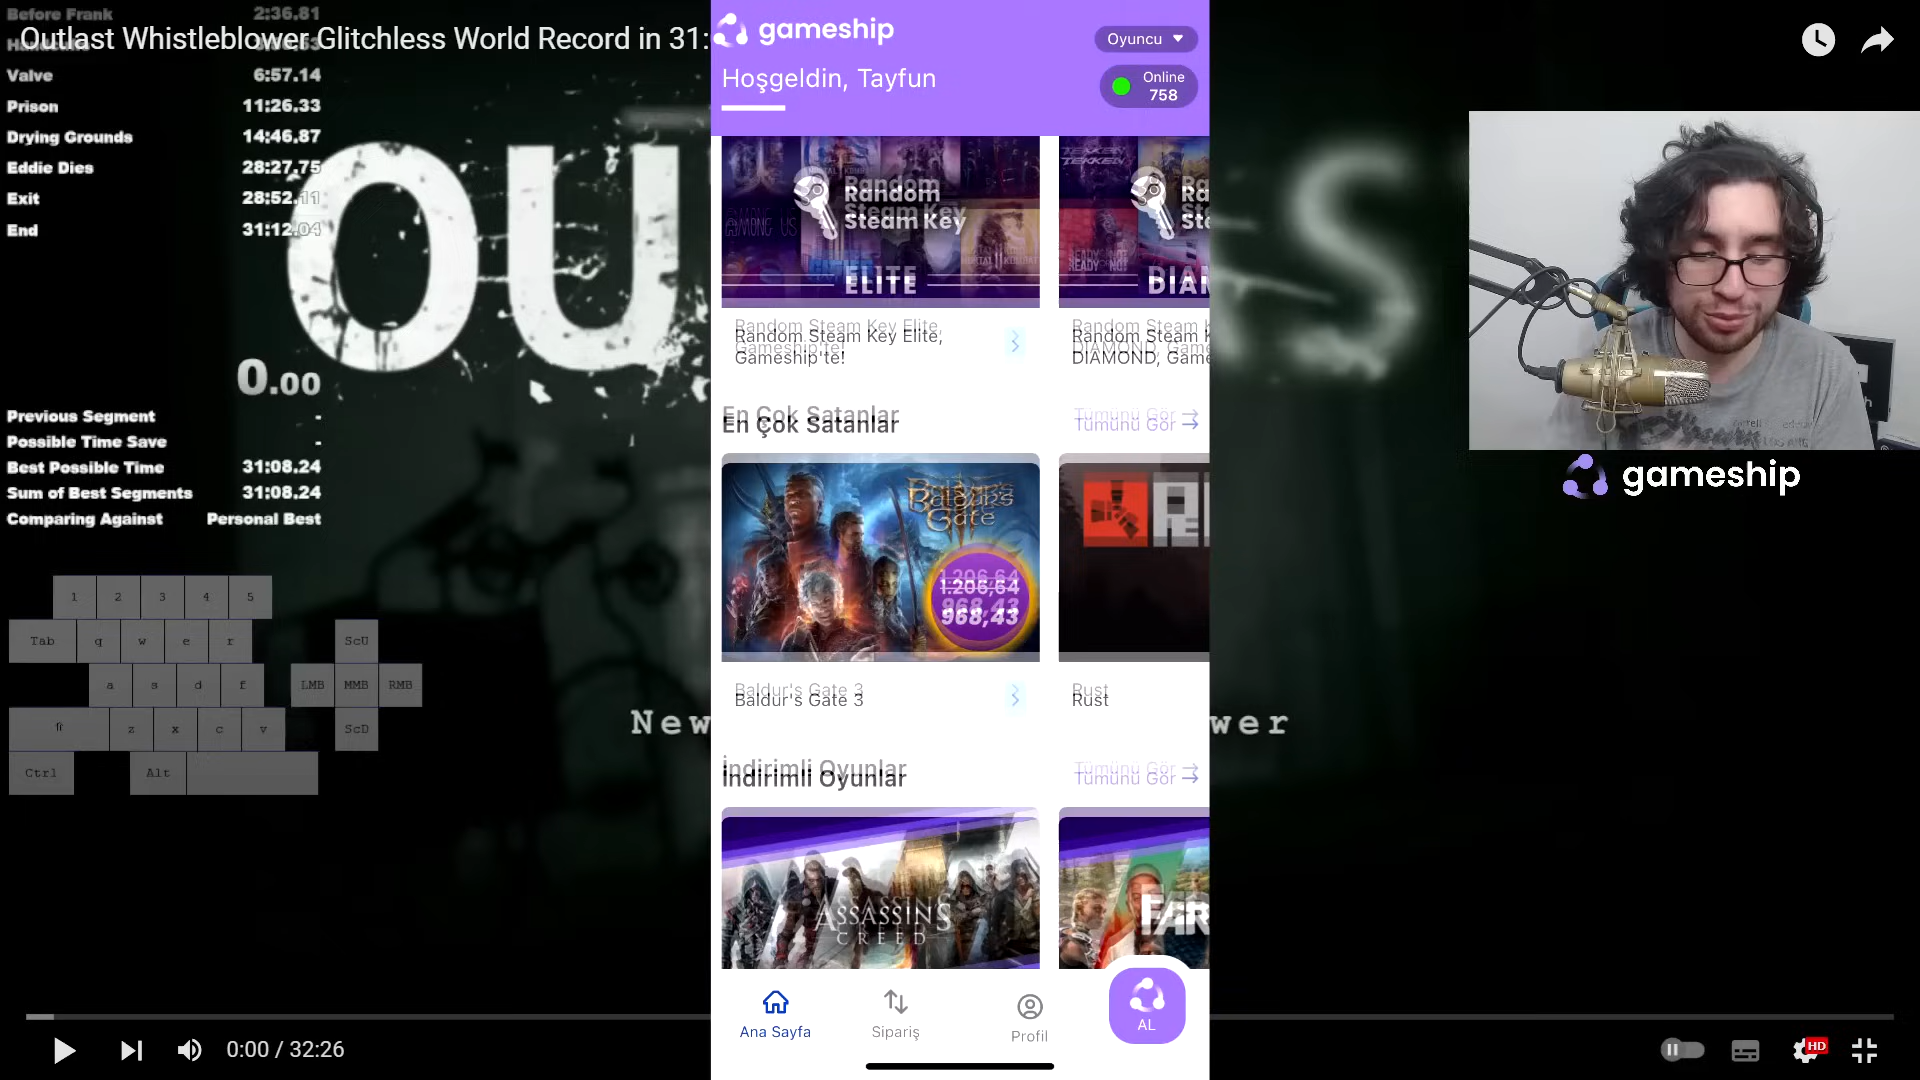 Before Frank 2:36.81
Outlast Whistleblower Glitchless World Record in 31:
Valve 6:57.14
Prison 11:26.33
Drying Grounds 14:46.87
Eddie Dies 28:27.75
Exit 28:52.11
End 31:12.04
0.00
Previous Segment -
Possible Time Save -
Best Possible Time 31:08.24
Sum of Best Segments 31:08.24
Comparing Against Personal Best
1 2 3 4 5
Tab q w e r ScU
a s d f LMB MMB RMB
z x c v ScD
Ctrl Alt
OU
S
New
wer
gameship
Oyuncu
Hoşgeldin, Tayfun
Online
758
Random
Steam Key
ELITE
DIAM
Random Steam Key Elite,
Gameship'te!
Random Steam K
DIAMOND, Game
En Çok Satanlar
Tümünü Gör →
Baldur's
Gate
1.206,64
968,43
Baldur's Gate 3
Rust
İndirimli Oyunlar
Tümünü Gör →
ASSASSIN'S
CREED
FAR
Ana Sayfa
Sipariş
Profil
AL
gameship
0:00 / 32:26
HD